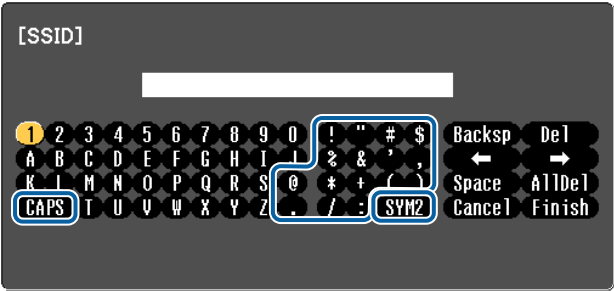 [SSID]
1 2 3 4 5 6 7 8 9 0 ! " # $ Backsp Del
A B C D E F G H I J % & ' , ← →
K L M N O P Q R S @ * + ( ) Space AllDel
CAPS T U V W X Y Z . / : SYM2 Cancel Finish